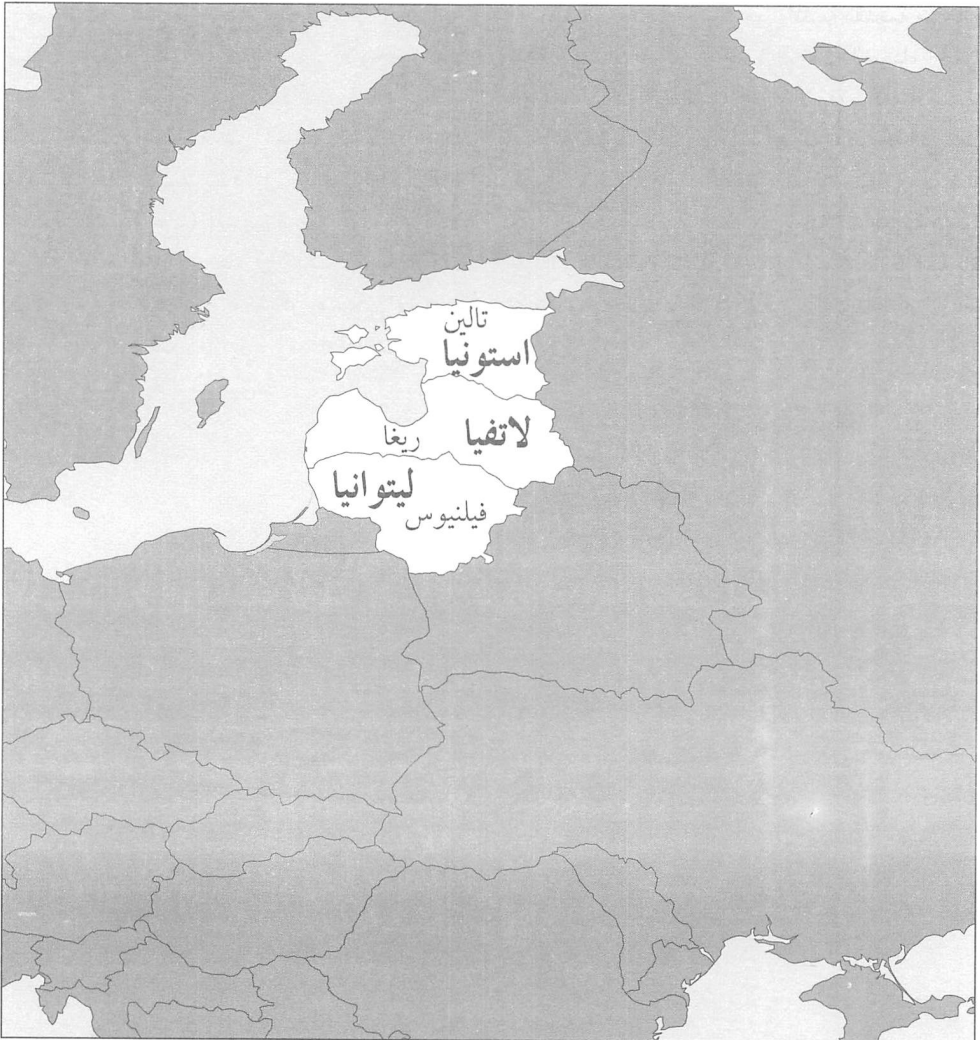 تالين
استونيا
لاتفيا
ريغا
ليتوانيا
فيلنيوس